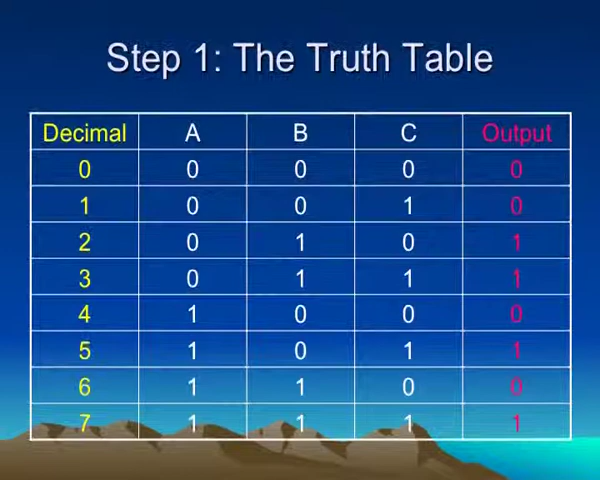 Step 1: The Truth Table
Decimal A B C Output
0 0 0 0 0
1 0 0 1 0
2 0 1 0 1
3 0 1 1 1
4 1 0 0 0
5 1 0 1 1
6 1 1 0 0
7 1 1 1 1